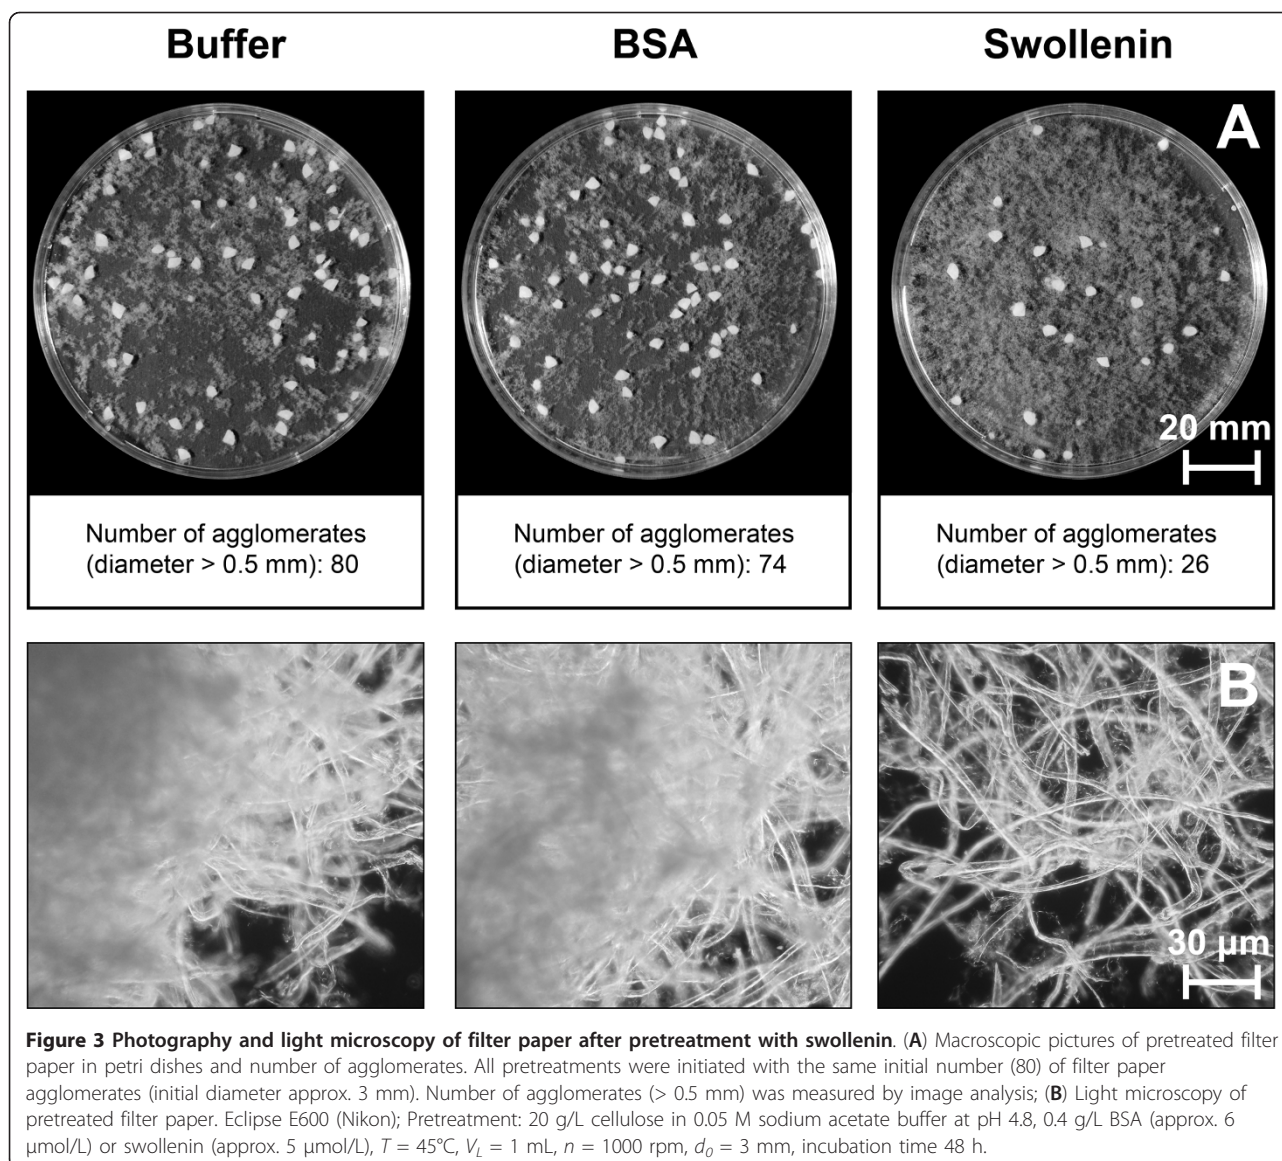 Buffer
BSA
Swollenin
A
20 mm
Number of agglomerates
(diameter > 0.5 mm): 80
Number of agglomerates
(diameter > 0.5 mm): 74
Number of agglomerates
(diameter > 0.5 mm): 26
B
30 µm
Figure 3 Photography and light microscopy of filter paper after pretreatment with swollenin. (A) Macroscopic pictures of pretreated filter
paper in petri dishes and number of agglomerates. All pretreatments were initiated with the same initial number (80) of filter paper
agglomerates (initial diameter approx. 3 mm). Number of agglomerates (> 0.5 mm) was measured by image analysis; (B) Light microscopy of
pretreated filter paper. Eclipse E600 (Nikon); Pretreatment: 20 g/L cellulose in 0.05 M sodium acetate buffer at pH 4.8, 0.4 g/L BSA (approx. 6
µmol/L) or swollenin (approx. 5 µmol/L), T = 45°C, V_L = 1 mL, n = 1000 rpm, d_0 = 3 mm, incubation time 48 h.